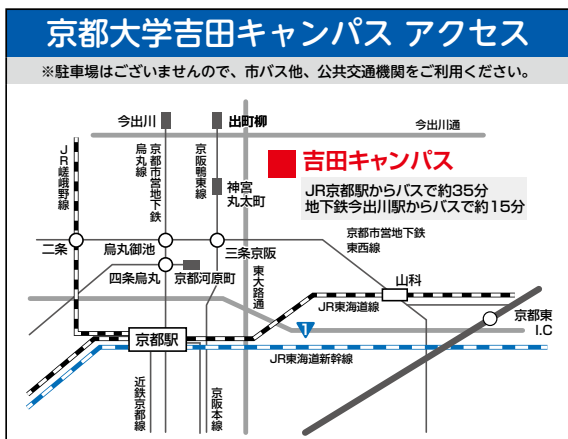 京都大学吉田キャンパス アクセス
※駐車場はございませんので、市バス他、公共交通機関をご利用ください。
今出川
出町柳
今出川通
JR嵯峨野線
京都市営地下鉄
烏丸線
京阪鴨東線
吉田キャンパス
神宮
丸太町
JR京都駅からバスで約35分
地下鉄今出川駅からバスで約15分
京都市営地下鉄
東西線
二条
烏丸御池
三条京阪
四条烏丸
京都河原町
東大路通
山科
JR東海道線
京都東
I.C
1
京都駅
JR東海道新幹線
近鉄京都線
京阪本線